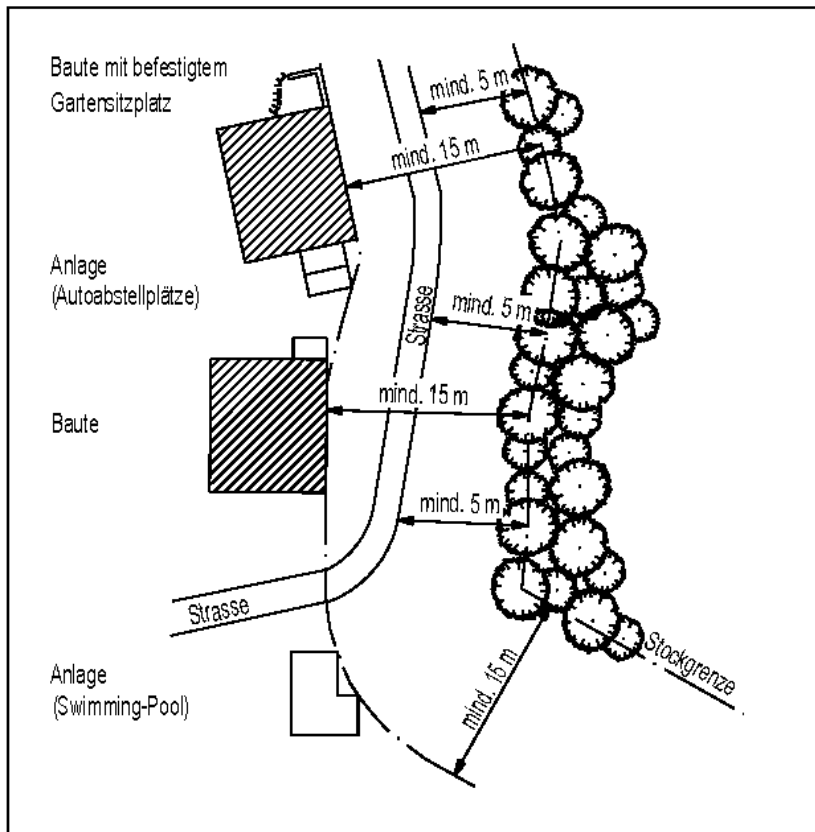 Baute mit befestigtem
Gartensitzplatz
mind. 5 m
mind. 15 m
Anlage
(Autoabstellplätze)
mind. 5 m
Strasse
mind. 15 m
Baute
mind. 5 m
Strasse
Anlage
(Swimming-Pool)
mind. 15 m
Stockgrenze